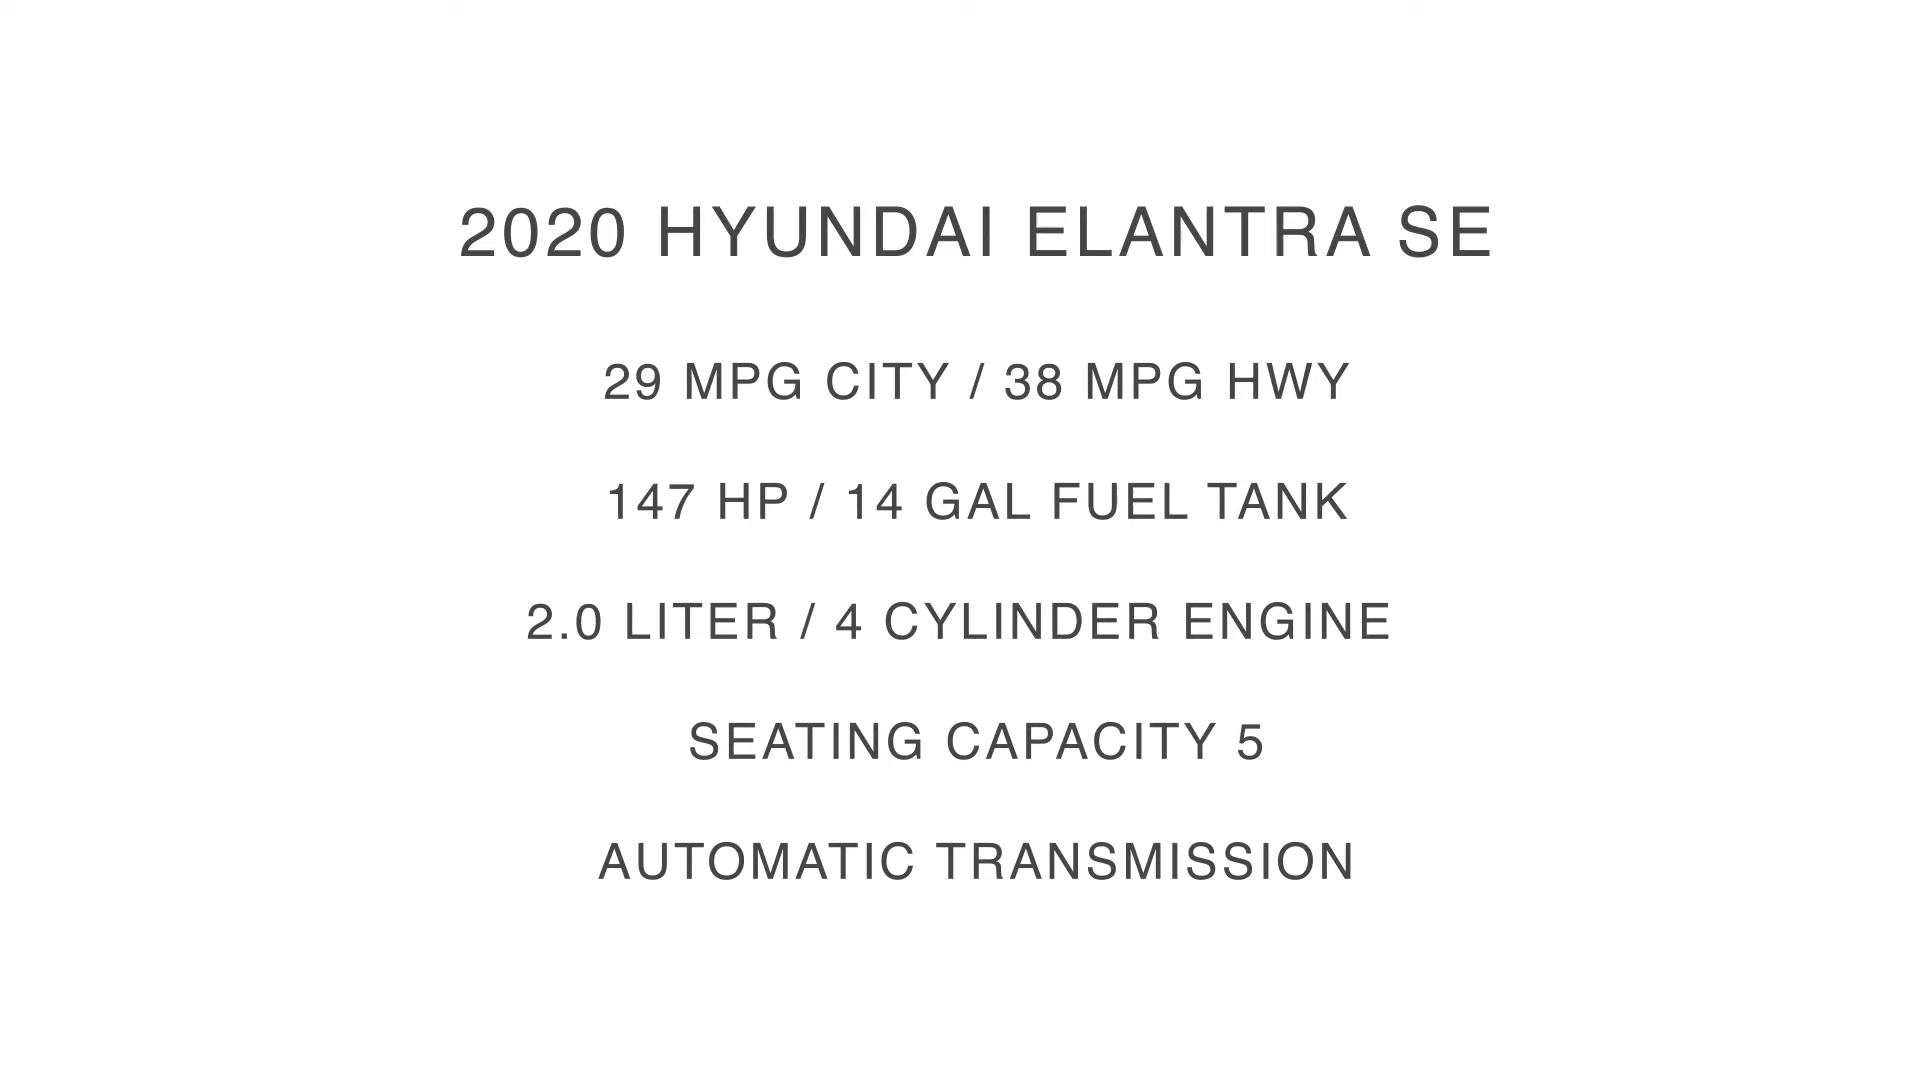 2020 HYUNDAI ELANTRA SE
29 MPG CITY / 38 MPG HWY
147 HP / 14 GAL FUEL TANK
2.0 LITER / 4 CYLINDER ENGINE
SEATING CAPACITY 5
AUTOMATIC TRANSMISSION